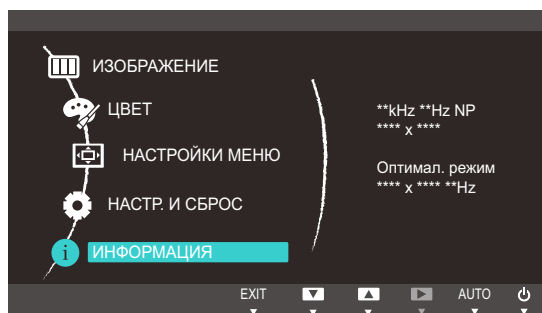 ИЗОБРАЖЕНИЕ
ЦВЕТ
НАСТРОЙКИ МЕНЮ
НАСТР. И СБРОС
i ИНФОРМАЦИЯ
**kHz **Hz NP
**** x ****
Оптимал. режим
**** x **** **Hz
EXIT AUTO